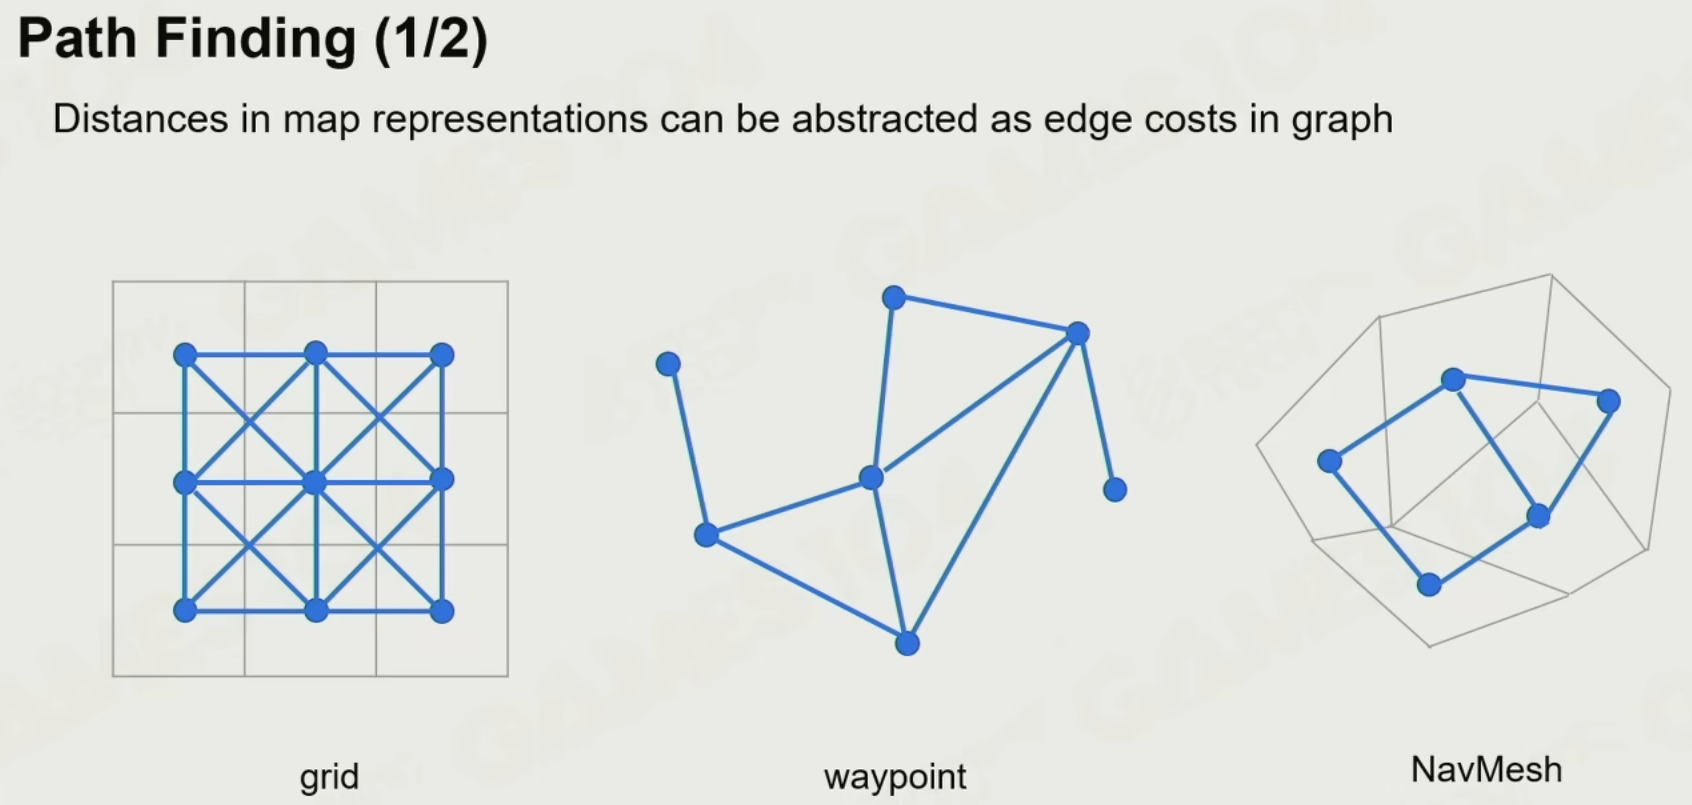 Path Finding (1/2)
Distances in map representations can be abstracted as edge costs in graph
grid
waypoint
NavMesh